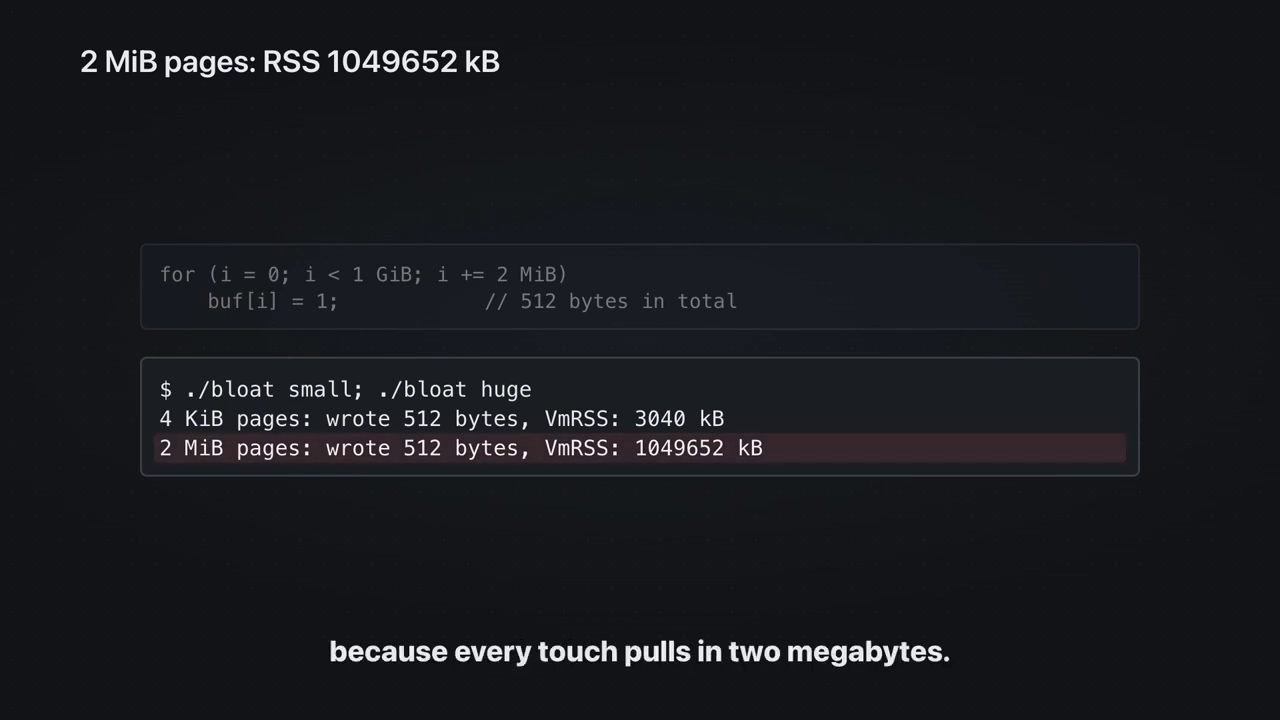 2 MiB pages: RSS 1049652 kB
for (i = 0; i < 1 GiB; i += 2 MiB)
    buf[i] = 1;            // 512 bytes in total
$ ./bloat small; ./bloat huge
4 KiB pages: wrote 512 bytes, VmRSS: 3040 kB
2 MiB pages: wrote 512 bytes, VmRSS: 1049652 kB
because every touch pulls in two megabytes.